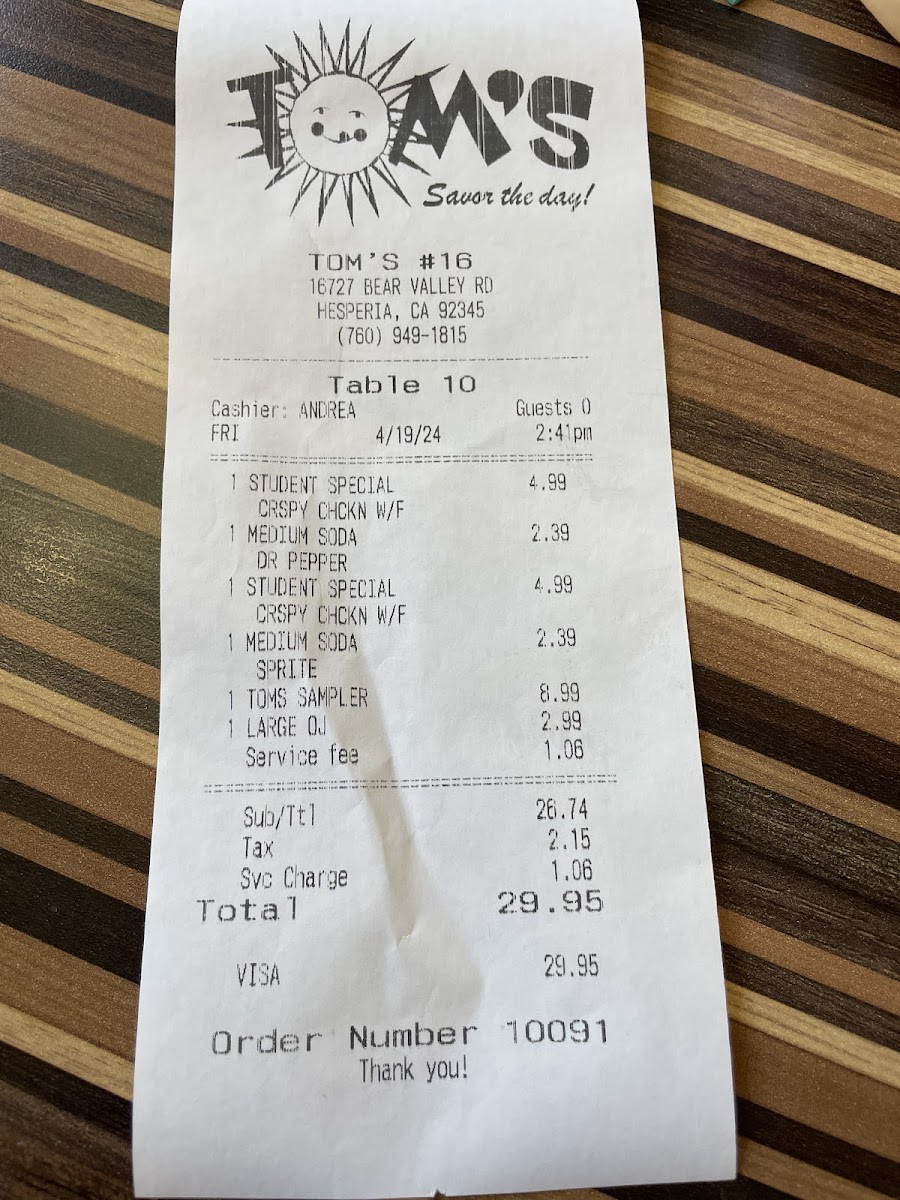 TOM'S
Savor the day!
TOM'S #16
16727 BEAR VALLEY RD
HESPERIA, CA 92345
(760) 949-1815
Table 10
Cashier: ANDREA Guests 0
FRI 4/19/24 2:41pm
1 STUDENT SPECIAL 4.99
CRSPY CHCKN W/F
1 MEDIUM SODA 2.39
DR PEPPER
1 STUDENT SPECIAL 4.99
CRSPY CHCKN W/F
1 MEDIUM SODA 2.39
SPRITE
1 TOMS SAMPLER 8.99
1 LARGE OJ 2.99
Service fee 1.06
Sub/Ttl 26.74
Tax 2.15
Svc Charge 1.06
Total 29.95
VISA 29.95
Order Number 10091
Thank you!